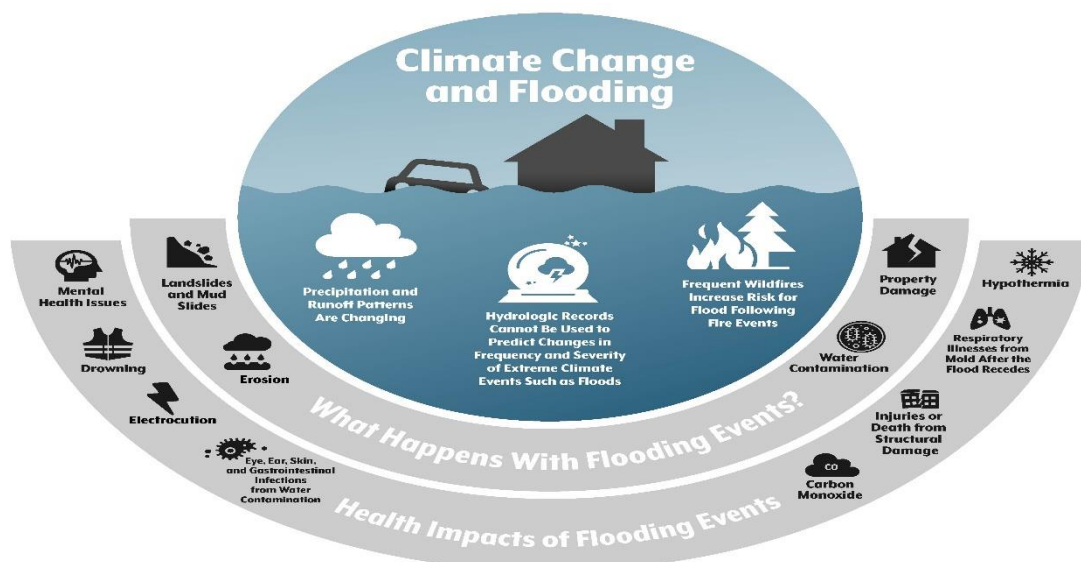 Climate Change
and Flooding
Precipitation and
Runoff Patterns
Are Changing
Hydrologic Records
Cannot Be Used to
Predict Changes in
Frequency and Severity
of Extreme Climate
Events Such as Floods
Frequent Wildfires
Increase Risk for
Flood Following
Fire Events
Landslides
and Mud
Slides
Erosion
Property
Damage
Water
Contamination
What Happens With Flooding Events?
Mental
Health Issues
Drowning
Electrocution
Eye, Ear, Skin,
and Gastrointestinal
Infections
from Water
Contamination
Hypothermia
Respiratory
Illnesses from
Mold After the
Flood Recedes
Injuries or
Death from
Structural
Damage
CO
Carbon
Monoxide
Health Impacts of Flooding Events